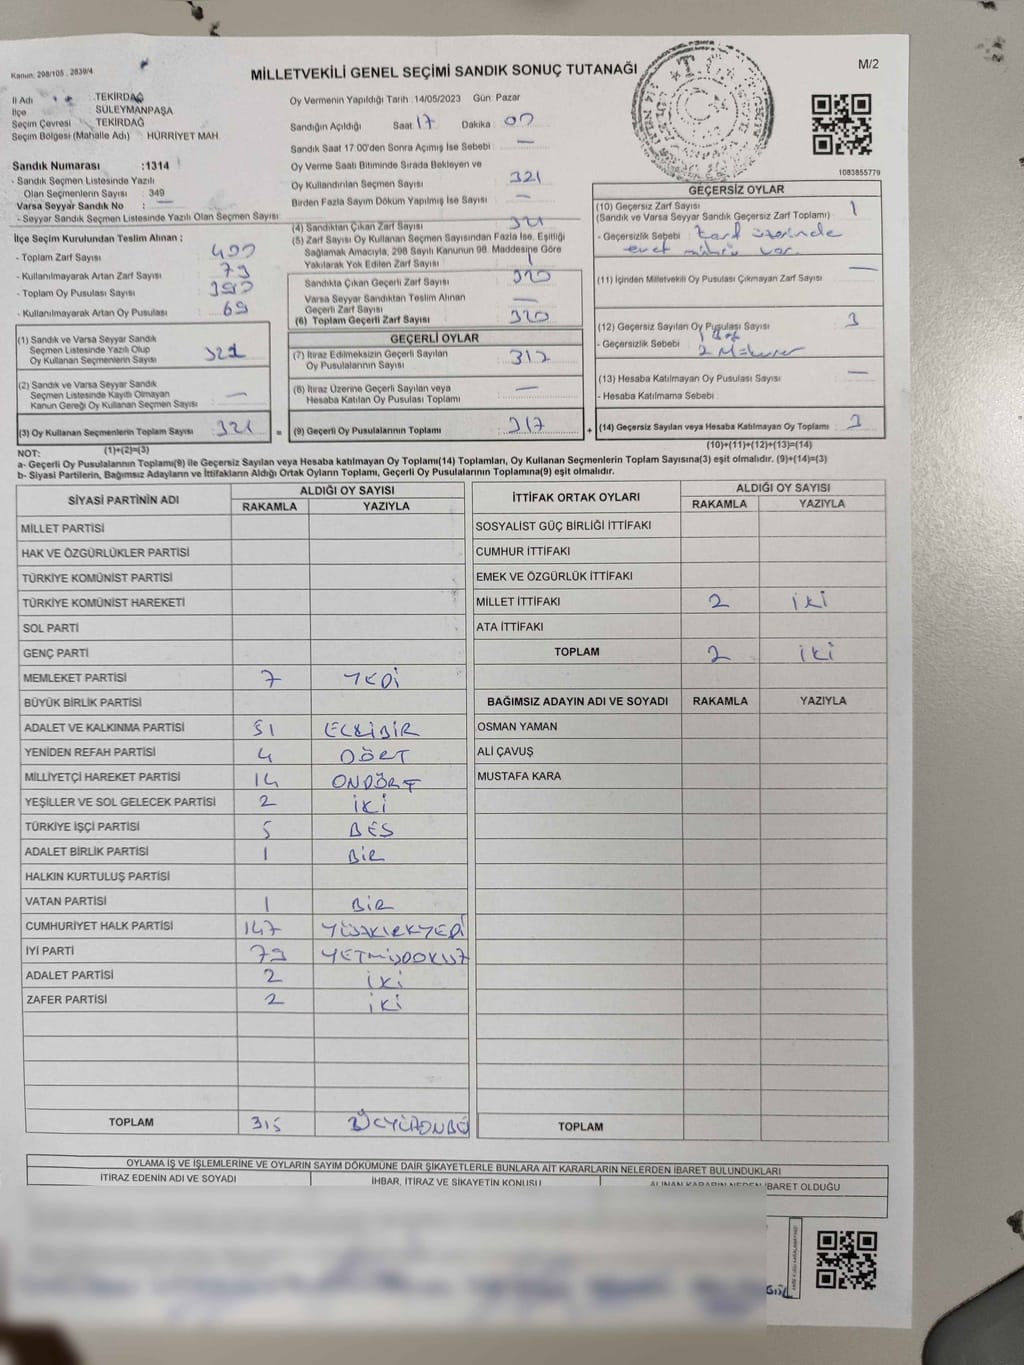 Kanun: 298/105 , 2839/4
MİLLETVEKİLİ GENEL SEÇİMİ SANDIK SONUÇ TUTANAĞI
M/2
İl Adı : TEKİRDAĞ
İlçe : SÜLEYMANPAŞA
Seçim Çevresi : TEKİRDAĞ
Seçim Bölgesi (Mahalle Adı) : HÜRRİYET MAH.
Oy Vermenin Yapıldığı Tarih : 14/05/2023 Gün: Pazar
Sandığın Açıldığı Saat 17 Dakika 00
Sandık Saat 17:00'den Sonra Açımış İse Sebebi : —
Oy Verme Saati Bitiminde Sırada Bekleyen ve
Oy Kullandırılan Seçmen Sayısı 321
Birden Fazla Sayım Döküm Yapılmış İse Sayısı —
Sandık Numarası :1314
- Sandık Seçmen Listesinde Yazılı
Olan Seçmenlerin Sayısı : 349
Varsa Seyyar Sandık No : —
- Seyyar Sandık Seçmen Listesinde Yazılı Olan Seçmen Sayısı
İlçe Seçim Kurulundan Teslim Alınan :
- Toplam Zarf Sayısı 400
- Kullanılmayarak Artan Zarf Sayısı 79
- Toplam Oy Pusulası Sayısı 390
- Kullanılmayarak Artan Oy Pusulası 69
(1) Sandık ve Varsa Seyyar Sandık
Seçmen Listesinde Yazılı Olup
Oy Kullanan Seçmenlerin Sayısı 321
(2) Sandık ve Varsa Seyyar Sandık
Seçmen Listesinde Kayıtlı Olmayan
Kanun Gereği Oy Kullanan Seçmen Sayısı —
(3) Oy Kullanan Seçmenlerin Toplam Sayısı 321 =
(4) Sandıktan Çıkan Zarf Sayısı 321
(5) Zarf Sayısı Oy Kullanan Seçmen Sayısından Fazla İse, Eşitliği
Sağlamak Amacıyla, 298 Sayılı Kanunun 98. Maddesine Göre
Yakılarak Yok Edilen Zarf Sayısı 1
Sandıkta Çıkan Geçerli Zarf Sayısı 320
Varsa Seyyar Sandıktan Teslim Alınan
Geçerli Zarf Sayısı —
(6) Toplam Geçerli Zarf Sayısı 320
GEÇERLİ OYLAR
(7) İtiraz Edilmeksizin Geçerli Sayılan
Oy Pusulalarının Sayısı 317
(8) İtiraz Üzerine Geçerli Sayılan veya
Hesaba Katılan Oy Pusulası Toplamı —
(9) Geçerli Oy Pusulalarının Toplamı 317 +
1083855779
GEÇERSİZ OYLAR
(10) Geçersiz Zarf Sayısı 1
(Sandık ve Varsa Seyyar Sandık Geçersiz Zarf Toplamı)
- Geçersizlik Sebebi : Zarf üzerinde
evet mührü var.
(11) İçinden Milletvekili Oy Pusulası Çıkmayan Zarf Sayısı —
(12) Geçersiz Sayılan Oy Pusulası Sayısı 3
- Geçersizlik Sebebi :
(13) Hesaba Katılmayan Oy Pusulası Sayısı —
- Hesaba Katılmama Sebebi :
(14) Geçersiz Sayılan veya Hesaba Katılmayan Oy Toplamı 3
NOT: (1)+(2)=(3) (10)+(11)+(12)+(13)=(14)
a- Geçerli Oy Pusulalarının Toplamı(8) ile Geçersiz Sayılan veya Hesaba katılmayan Oy Toplamı(14) Toplamları, Oy Kullanan Seçmenlerin Toplam Sayısına(3) eşit olmalıdır. (9)+(14)=(3)
b- Siyasi Partilerin, Bağımsız Adayların ve İttifakların Aldığı Ortak Oyların Toplamı, Geçerli Oy Pusulalarının Toplamına(9) eşit olmalıdır.
SİYASİ PARTİNİN ADI ALDIĞI OY SAYISI
RAKAMLA YAZIYLA
MİLLET PARTİSİ
HAK VE ÖZGÜRLÜKLER PARTİSİ
TÜRKİYE KOMÜNİST PARTİSİ
TÜRKİYE KOMÜNİST HAREKETİ
SOL PARTİ
GENÇ PARTİ
MEMLEKET PARTİSİ 7 YEDİ
BÜYÜK BİRLİK PARTİSİ
ADALET VE KALKINMA PARTİSİ 51 ELLİBİR
YENİDEN REFAH PARTİSİ 4 DÖRT
MİLLİYETÇİ HAREKET PARTİSİ 14 ONDÖRT
YEŞİLLER VE SOL GELECEK PARTİSİ 2 İKİ
TÜRKİYE İŞÇİ PARTİSİ 5 BEŞ
ADALET BİRLİK PARTİSİ 1 BİR
HALKIN KURTULUŞ PARTİSİ
VATAN PARTİSİ 1 BİR
CUMHURİYET HALK PARTİSİ 147 YÜZKIRKYEDİ
İYİ PARTİ 79 YETMİŞDOKUZ
ADALET PARTİSİ 2 İKİ
ZAFER PARTİSİ 2 İKİ
TOPLAM 315 ÜÇYÜZONBE
İTTİFAK ORTAK OYLARI ALDIĞI OY SAYISI
RAKAMLA YAZIYLA
SOSYALİST GÜÇ BİRLİĞİ İTTİFAKI
CUMHUR İTTİFAKI
EMEK VE ÖZGÜRLÜK İTTİFAKI
MİLLET İTTİFAKI 2 İKİ
ATA İTTİFAKI
TOPLAM 2 İKİ
BAĞIMSIZ ADAYIN ADI VE SOYADI RAKAMLA YAZIYLA
OSMAN YAMAN
ALİ ÇAVUŞ
MUSTAFA KARA
TOPLAM
OYLAMA İŞ VE İŞLEMLERİNE VE OYLARIN SAYIM DÖKÜMÜNE DAİR ŞİKAYETLERLE BUNLARA AİT KARARLARIN NELERDEN İBARET BULUNDUKLARI
İTİRAZ EDENİN ADI VE SOYADI İHBAR, İTİRAZ VE ŞİKAYETİN KONUSU ALINAN KARARIN NEDEN İBARET OLDUĞU